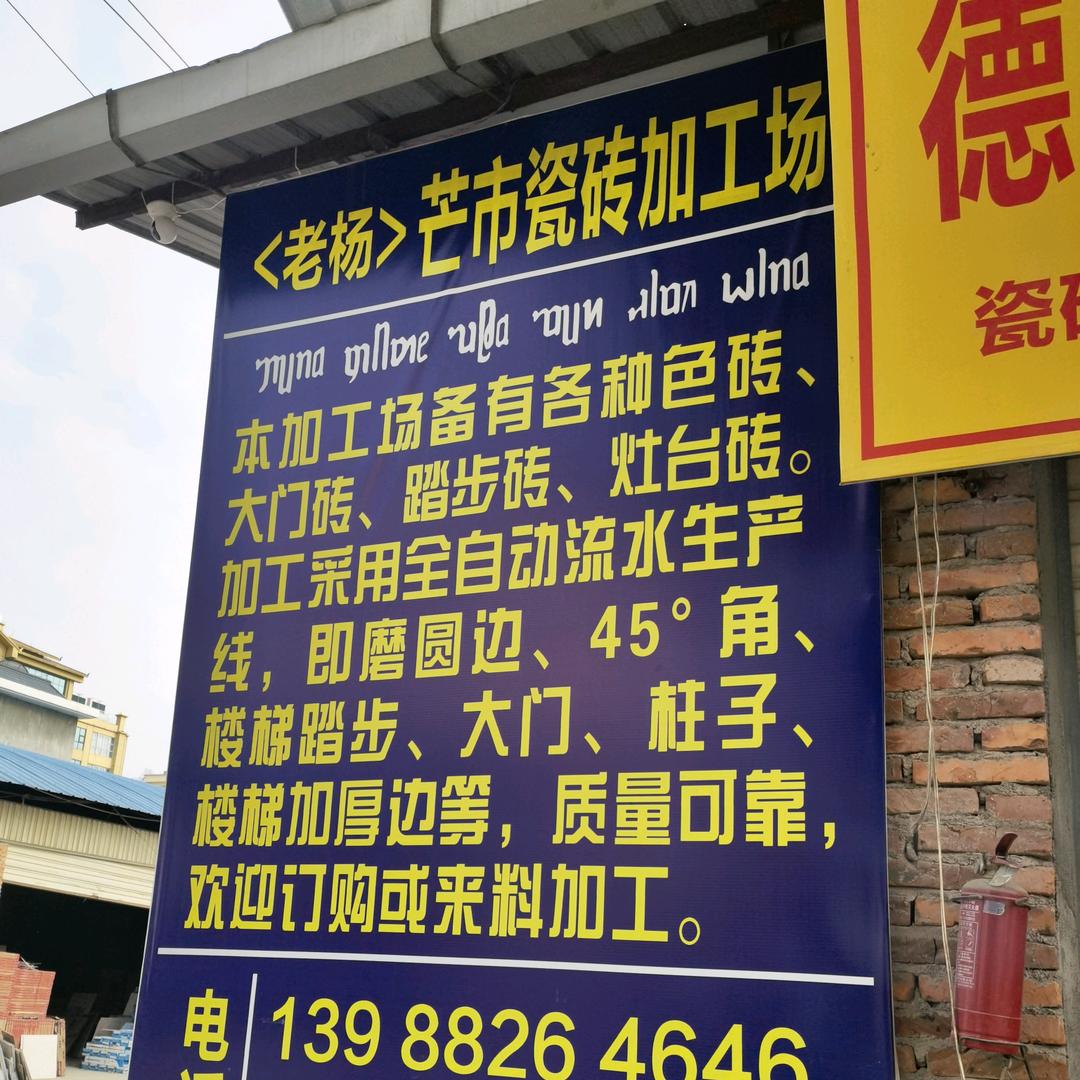 <老杨>芒市瓷砖加工场
本加工场备有各种色砖、
大门砖、踏步砖、灶台砖。
加工采用全自动流水生产
线，即磨圆边、45°角、
楼梯踏步、大门、柱子、
楼梯加厚边等，质量可靠，
欢迎订购或来料加工。
电
139 8826 4646
德
瓷